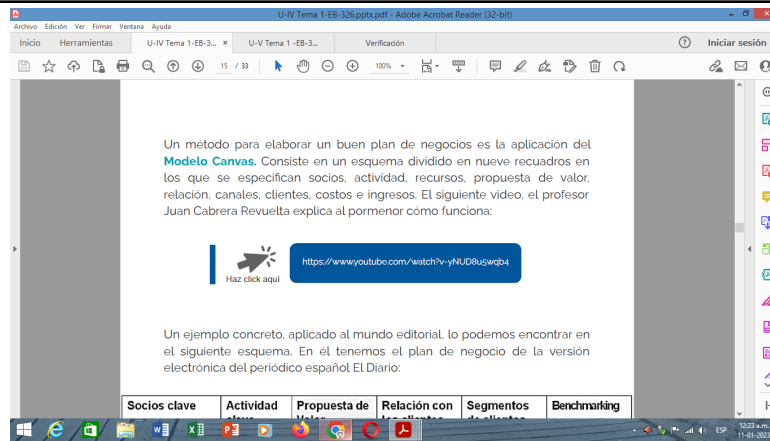 U-IV Tema 1-EB-326.pptx.pdf - Adobe Acrobat Reader (32-bit)
Archivo Edición Ver Firmar Ventana Ayuda
Inicio Herramientas U-IV Tema 1-EB-3... × U-V Tema 1 -EB-3... Verificación Iniciar sesión
15 / 33 100%
Un método para elaborar un buen plan de negocios es la aplicación del
Modelo Canvas. Consiste en un esquema dividido en nueve recuadros en
los que se especifican socios, actividad, recursos, propuesta de valor,
relación, canales, clientes, costos e ingresos. El siguiente video, el profesor
Juan Cabrera Revuelta explica al pormenor cómo funciona:
https://www.youtube.com/watch?v-yNUD8u5wqb4
Haz click aquí
Un ejemplo concreto, aplicado al mundo editorial, lo podemos encontrar en
el siguiente esquema. En él tenemos el plan de negocio de la versión
electrónica del periódico español El Diario:
Socios clave Actividad Propuesta de Relación con Segmentos Benchmarking
ESP 12:23 a.m.
11-01-2023